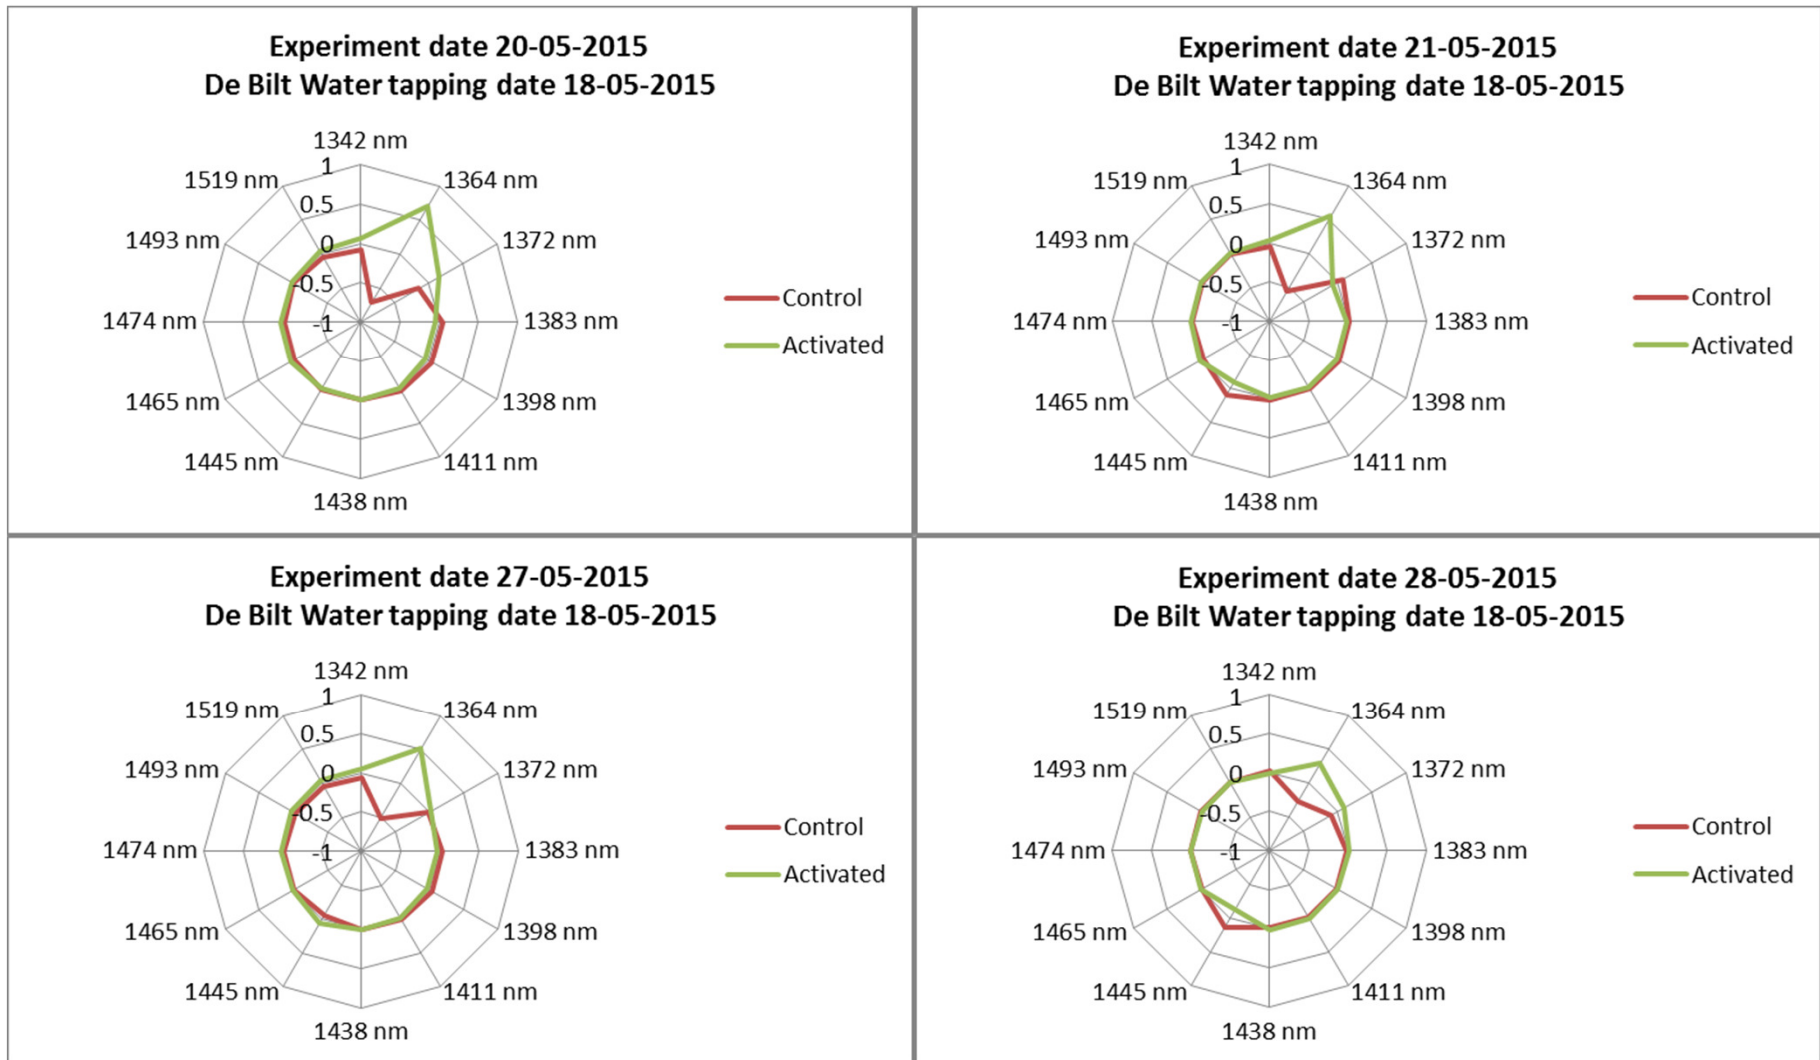 Experiment date 20-05-2015
De Bilt Water tapping date 18-05-2015
1342 nm
1364 nm
1372 nm
1383 nm
1398 nm
1411 nm
1438 nm
1445 nm
1465 nm
1474 nm
1493 nm
1519 nm
1
0.5
0
-0.5
-1
Control
Activated
Experiment date 21-05-2015
De Bilt Water tapping date 18-05-2015
1342 nm
1364 nm
1372 nm
1383 nm
1398 nm
1411 nm
1438 nm
1445 nm
1465 nm
1474 nm
1493 nm
1519 nm
1
0.5
0
-0.5
-1
Control
Activated
Experiment date 27-05-2015
De Bilt Water tapping date 18-05-2015
1342 nm
1364 nm
1372 nm
1383 nm
1398 nm
1411 nm
1438 nm
1445 nm
1465 nm
1474 nm
1493 nm
1519 nm
1
0.5
0
-0.5
-1
Control
Activated
Experiment date 28-05-2015
De Bilt Water tapping date 18-05-2015
1342 nm
1364 nm
1372 nm
1383 nm
1398 nm
1411 nm
1438 nm
1445 nm
1465 nm
1474 nm
1493 nm
1519 nm
1
0.5
0
-0.5
-1
Control
Activated